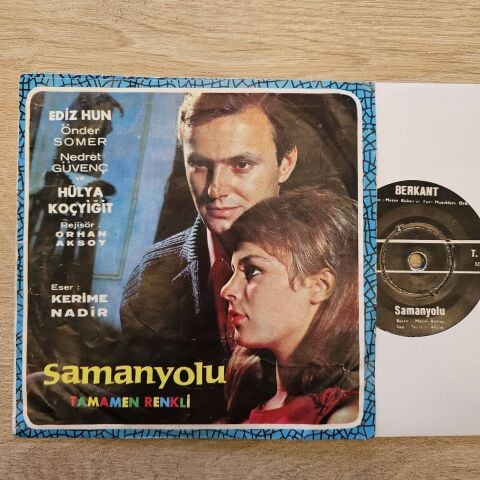 EDİZ HUN
Önder
SOMER
Nedret
GÜVENÇ
ve
HÜLYA
KOÇYİĞİT
Rejisör :
ORHAN
AKSOY
Eser :
KERİME
NADİR
Samanyolu
TAMAMEN RENKLİ
BERKANT
T.
Samanyolu